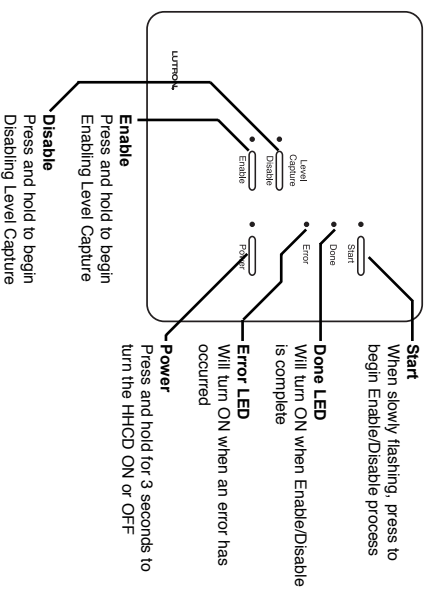 LUTRON
Level
Capture
Disable
Enable
Start
Done
Error
Power
Enable
Press and hold to begin
Enabling Level Capture
Disable
Press and hold to begin
Disabling Level Capture
Start
When slowly flashing, press to
begin Enable/Disable process
Done LED
Will turn ON when Enable/Disable
is complete
Error LED
Will turn ON when an error has
occurred
Power
Press and hold for 3 seconds to
turn the HHCD ON or OFF